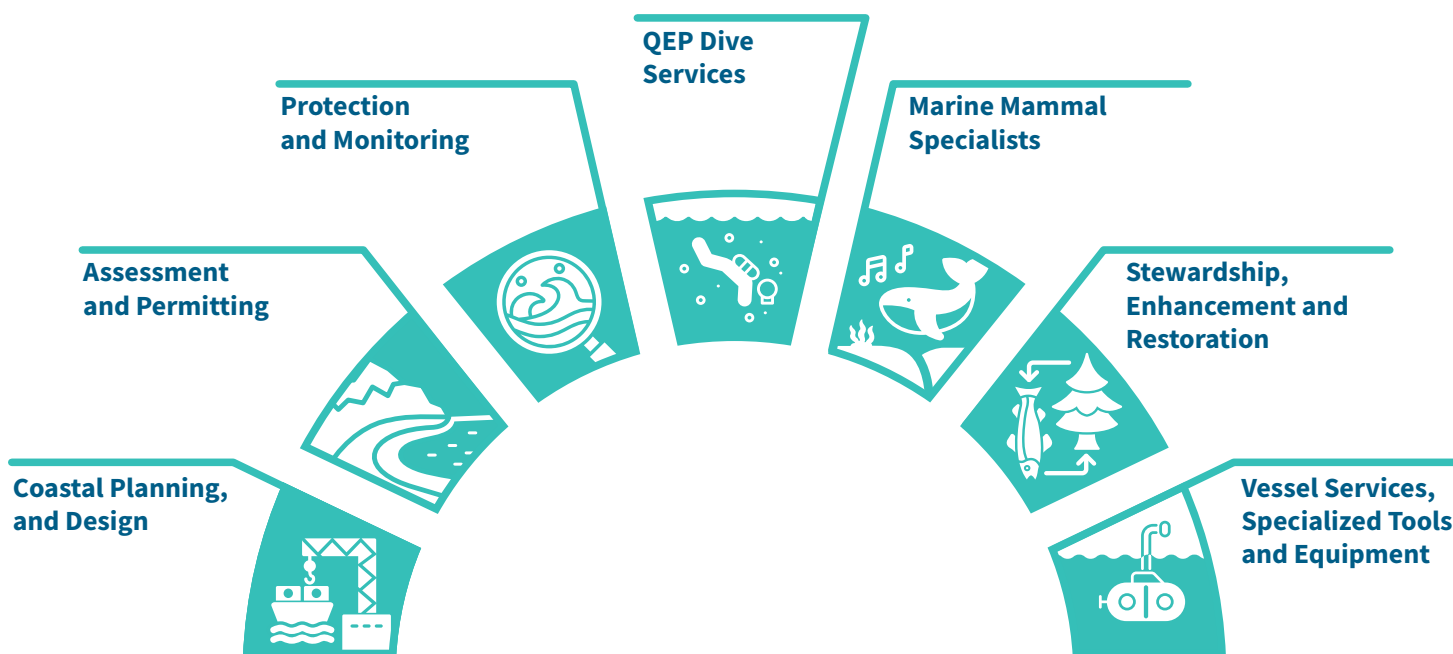 QEP Dive
Services
Protection
and Monitoring
Marine Mammal
Specialists
Assessment
and Permitting
Stewardship,
Enhancement and
Restoration
Coastal Planning,
and Design
Vessel Services,
Specialized Tools
and Equipment